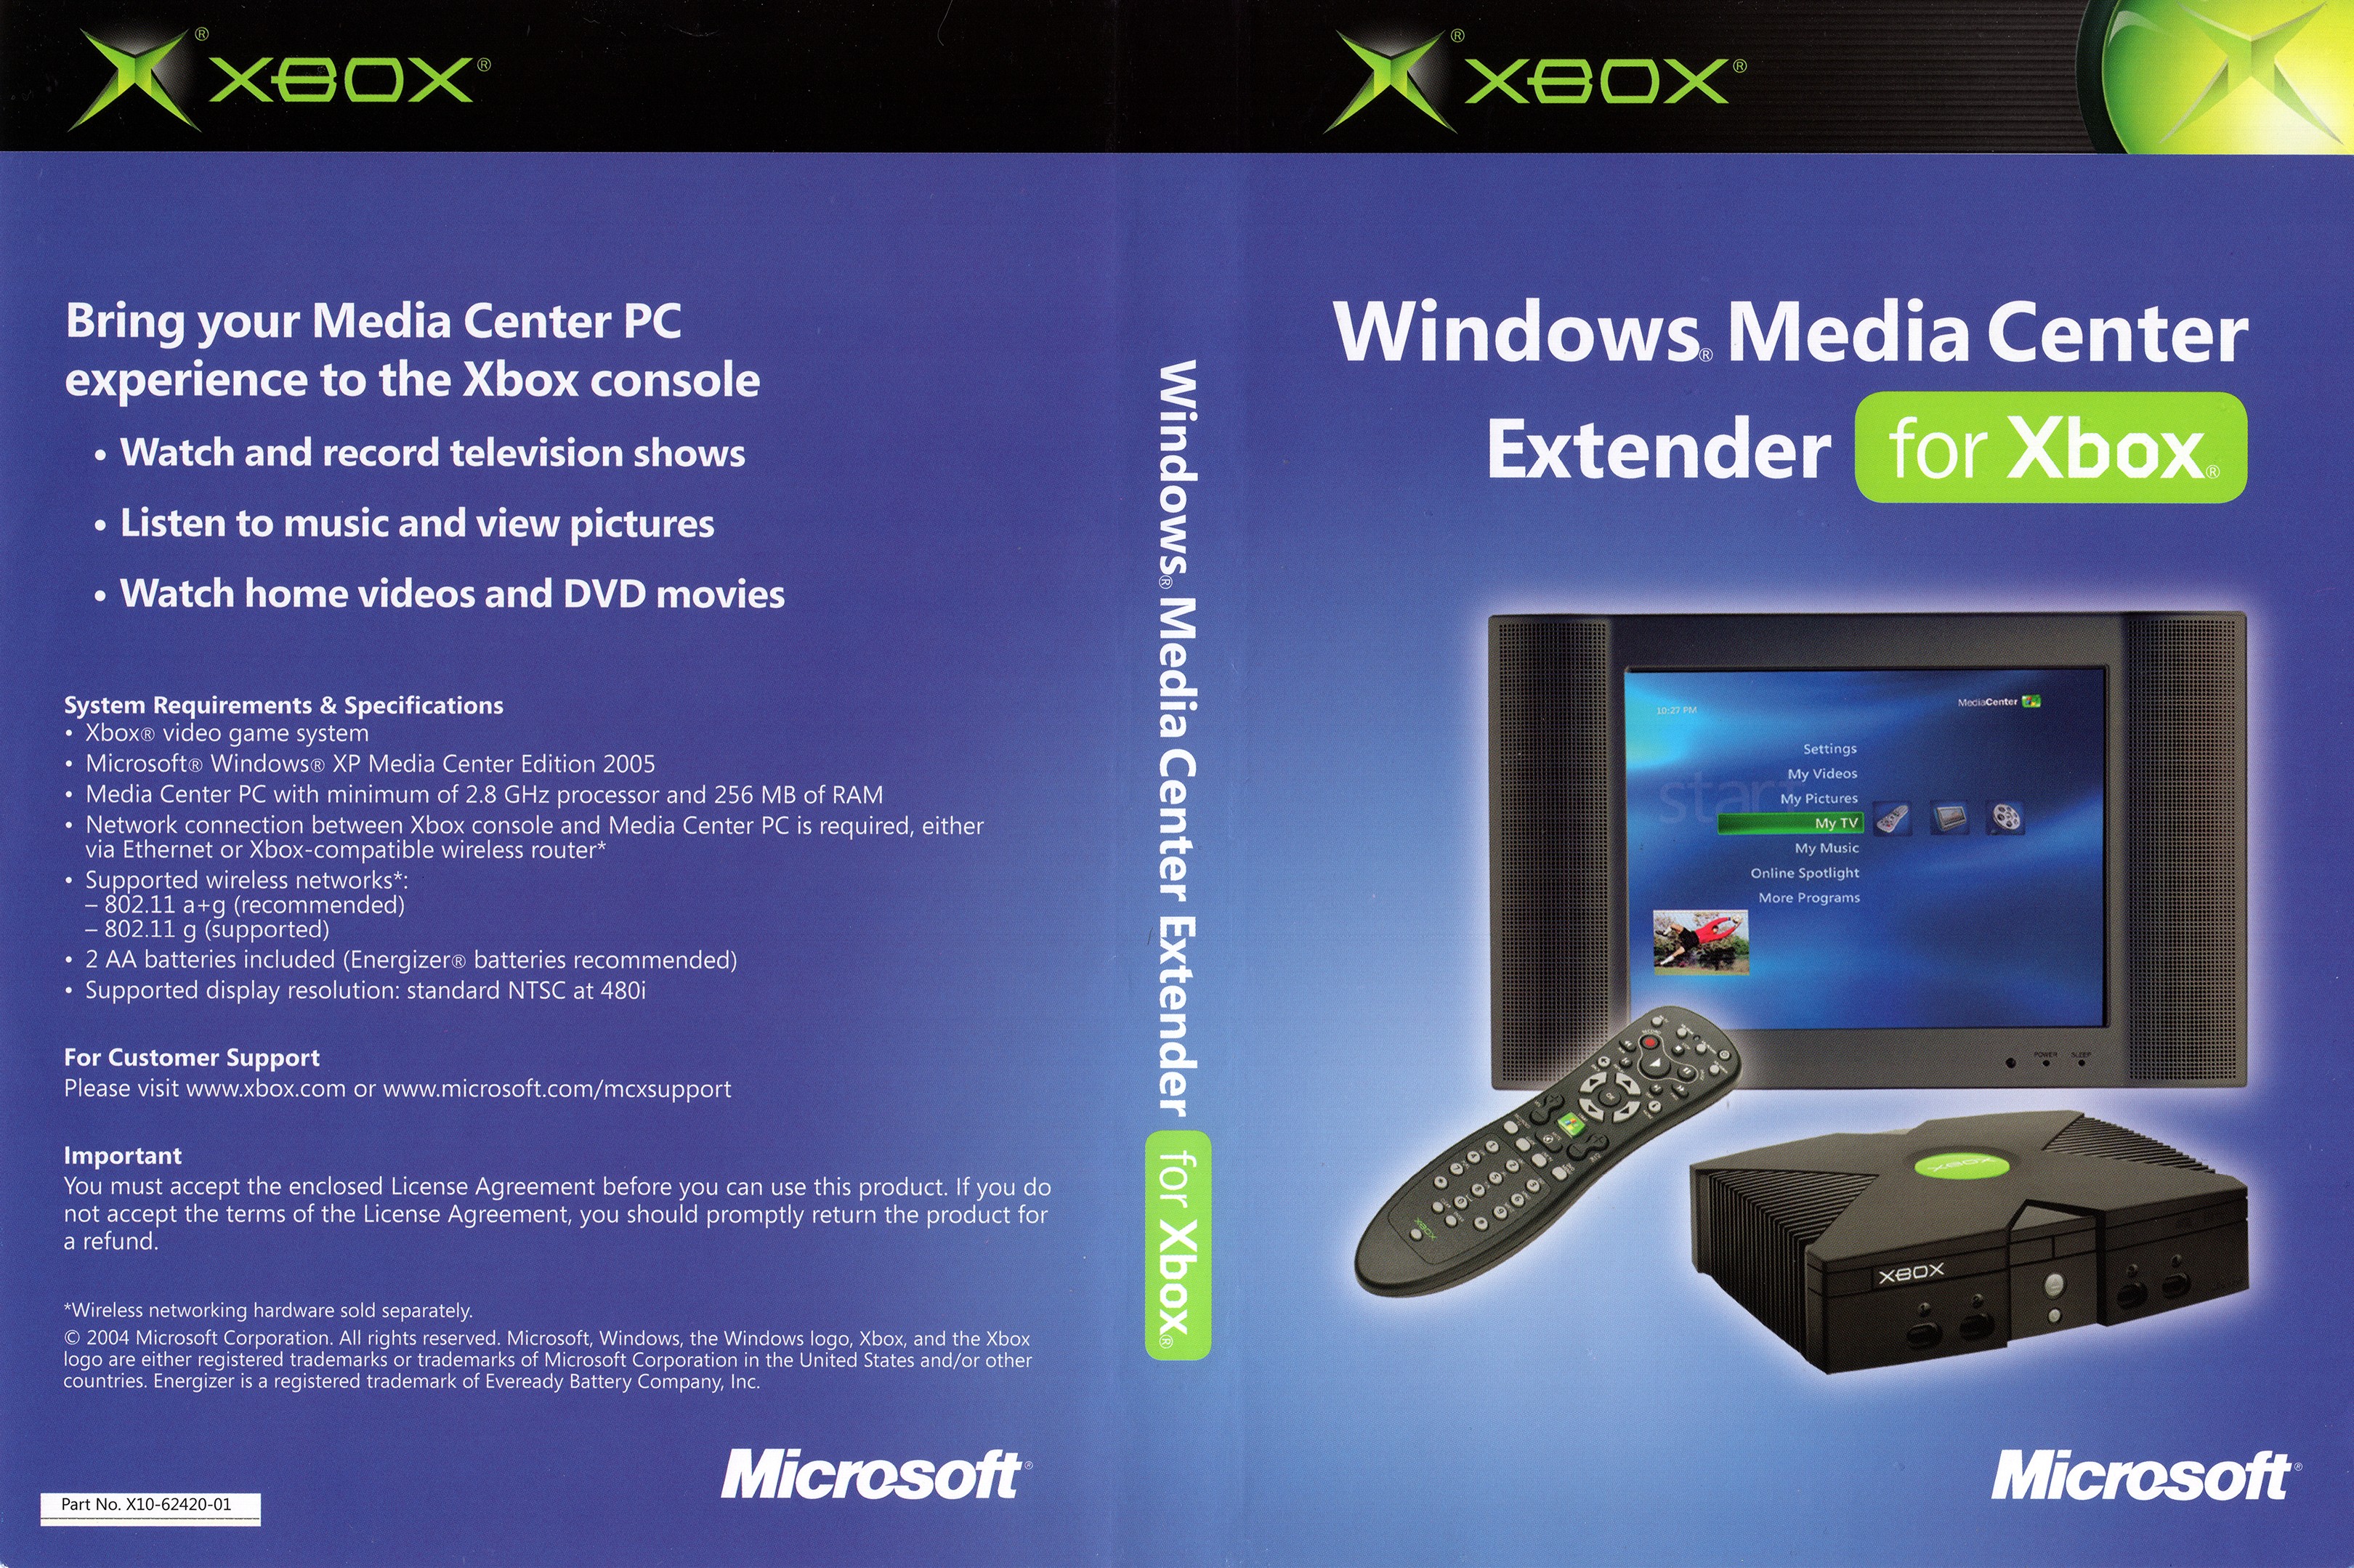 XBOX®
Bring your Media Center PC
experience to the Xbox console
• Watch and record television shows
• Listen to music and view pictures
• Watch home videos and DVD movies
System Requirements & Specifications
• Xbox® video game system
• Microsoft® Windows® XP Media Center Edition 2005
• Media Center PC with minimum of 2.8 GHz processor and 256 MB of RAM
• Network connection between Xbox console and Media Center PC is required, either
via Ethernet or Xbox-compatible wireless router*
• Supported wireless networks*:
– 802.11 a+g (recommended)
– 802.11 g (supported)
• 2 AA batteries included (Energizer® batteries recommended)
• Supported display resolution: standard NTSC at 480i
For Customer Support
Please visit www.xbox.com or www.microsoft.com/mcxsupport
Important
You must accept the enclosed License Agreement before you can use this product. If you do
not accept the terms of the License Agreement, you should promptly return the product for
a refund.
*Wireless networking hardware sold separately.
© 2004 Microsoft Corporation. All rights reserved. Microsoft, Windows, the Windows logo, Xbox, and the Xbox
logo are either registered trademarks or trademarks of Microsoft Corporation in the United States and/or other
countries. Energizer is a registered trademark of Eveready Battery Company, Inc.
Microsoft®
Part No. X10-62420-01
Windows® Media Center Extender for Xbox®
XBOX®
Windows® Media Center
Extender for Xbox®
10:27 PM
MediaCenter
start
Settings
My Videos
My Pictures
My TV
My Music
Online Spotlight
More Programs
POWER SLEEP
XBOX
XBOX
XBOX
Microsoft®